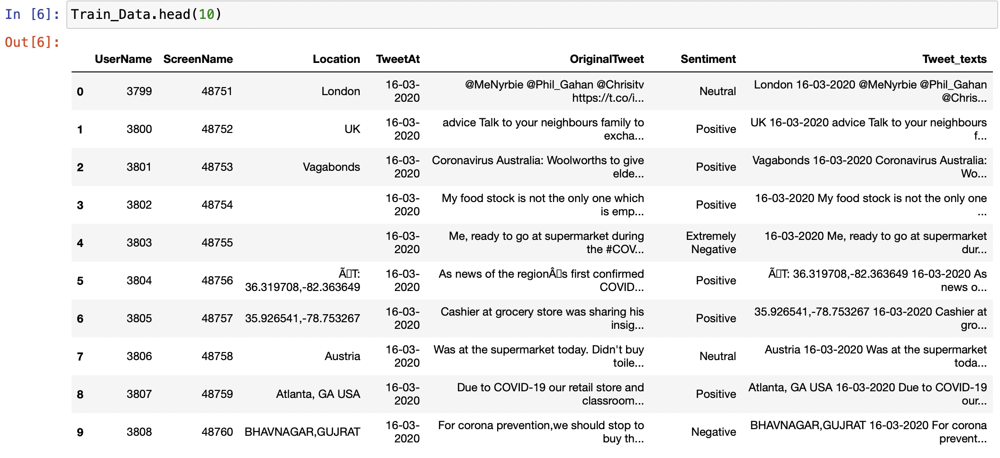 In [6]: Train_Data.head(10)
Out[6]:
UserName ScreenName Location TweetAt OriginalTweet Sentiment Tweet_texts
0 3799 48751 London 16-03-2020 @MeNyrbie @Phil_Gahan @Chrisitv https://t.co/i... Neutral London 16-03-2020 @MeNyrbie @Phil_Gahan @Chris...
1 3800 48752 UK 16-03-2020 advice Talk to your neighbours family to excha... Positive UK 16-03-2020 advice Talk to your neighbours f...
2 3801 48753 Vagabonds 16-03-2020 Coronavirus Australia: Woolworths to give elde... Positive Vagabonds 16-03-2020 Coronavirus Australia: Wo...
3 3802 48754 16-03-2020 My food stock is not the only one which is emp... Positive 16-03-2020 My food stock is not the only one ...
4 3803 48755 16-03-2020 Me, ready to go at supermarket during the #COV... Extremely Negative 16-03-2020 Me, ready to go at supermarket dur...
5 3804 48756 Ã▯T: 36.319708,-82.363649 16-03-2020 As news of the regionÂ▯s first confirmed COVID... Positive Ã▯T: 36.319708,-82.363649 16-03-2020 As news o...
6 3805 48757 35.926541,-78.753267 16-03-2020 Cashier at grocery store was sharing his insig... Positive 35.926541,-78.753267 16-03-2020 Cashier at gro...
7 3806 48758 Austria 16-03-2020 Was at the supermarket today. Didn't buy toile... Neutral Austria 16-03-2020 Was at the supermarket toda...
8 3807 48759 Atlanta, GA USA 16-03-2020 Due to COVID-19 our retail store and classroom... Positive Atlanta, GA USA 16-03-2020 Due to COVID-19 our...
9 3808 48760 BHAVNAGAR,GUJRAT 16-03-2020 For corona prevention,we should stop to buy th... Negative BHAVNAGAR,GUJRAT 16-03-2020 For corona prevent...